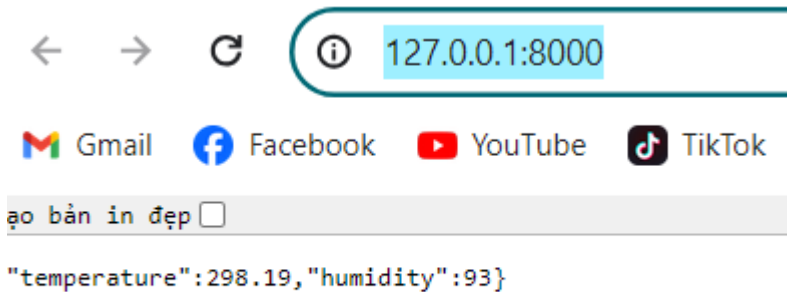 127.0.0.1:8000
Gmail Facebook YouTube TikTok
ạo bản in đẹp
"temperature":298.19,"humidity":93}